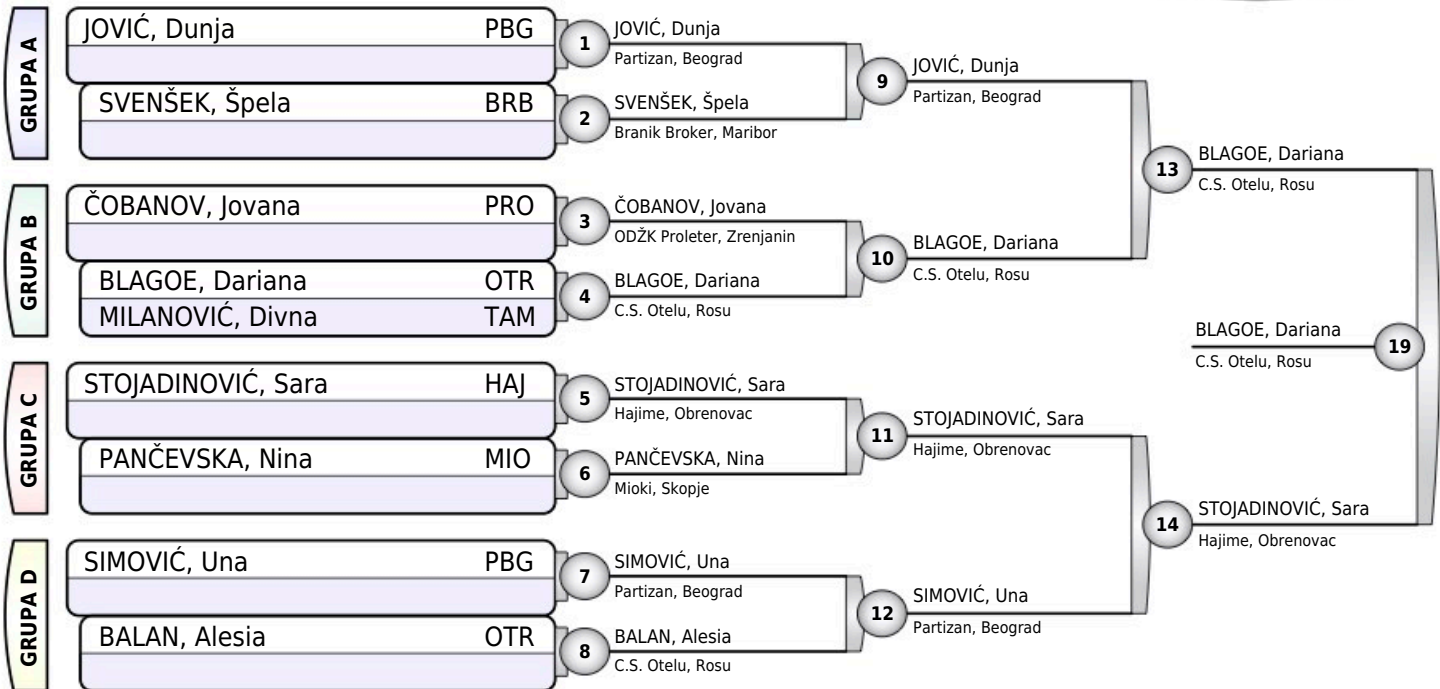 GRUPA A
JOVIĆ, Dunja PBG
SVENŠEK, Špela BRB
GRUPA B
ČOBANOV, Jovana PRO
BLAGOE, Dariana OTR
MILANOVIĆ, Divna TAM
GRUPA C
STOJADINOVIĆ, Sara HAJ
PANČEVSKA, Nina MIO
GRUPA D
SIMOVIĆ, Una PBG
BALAN, Alesia OTR
1
JOVIĆ, Dunja
Partizan, Beograd
2
SVENŠEK, Špela
Branik Broker, Maribor
3
ČOBANOV, Jovana
ODŽK Proleter, Zrenjanin
4
BLAGOE, Dariana
C.S. Otelu, Rosu
5
STOJADINOVIĆ, Sara
Hajime, Obrenovac
6
PANČEVSKA, Nina
Mioki, Skopje
7
SIMOVIĆ, Una
Partizan, Beograd
8
BALAN, Alesia
C.S. Otelu, Rosu
9
JOVIĆ, Dunja
Partizan, Beograd
10
BLAGOE, Dariana
C.S. Otelu, Rosu
11
STOJADINOVIĆ, Sara
Hajime, Obrenovac
12
SIMOVIĆ, Una
Partizan, Beograd
13
BLAGOE, Dariana
C.S. Otelu, Rosu
14
STOJADINOVIĆ, Sara
Hajime, Obrenovac
BLAGOE, Dariana
C.S. Otelu, Rosu
19